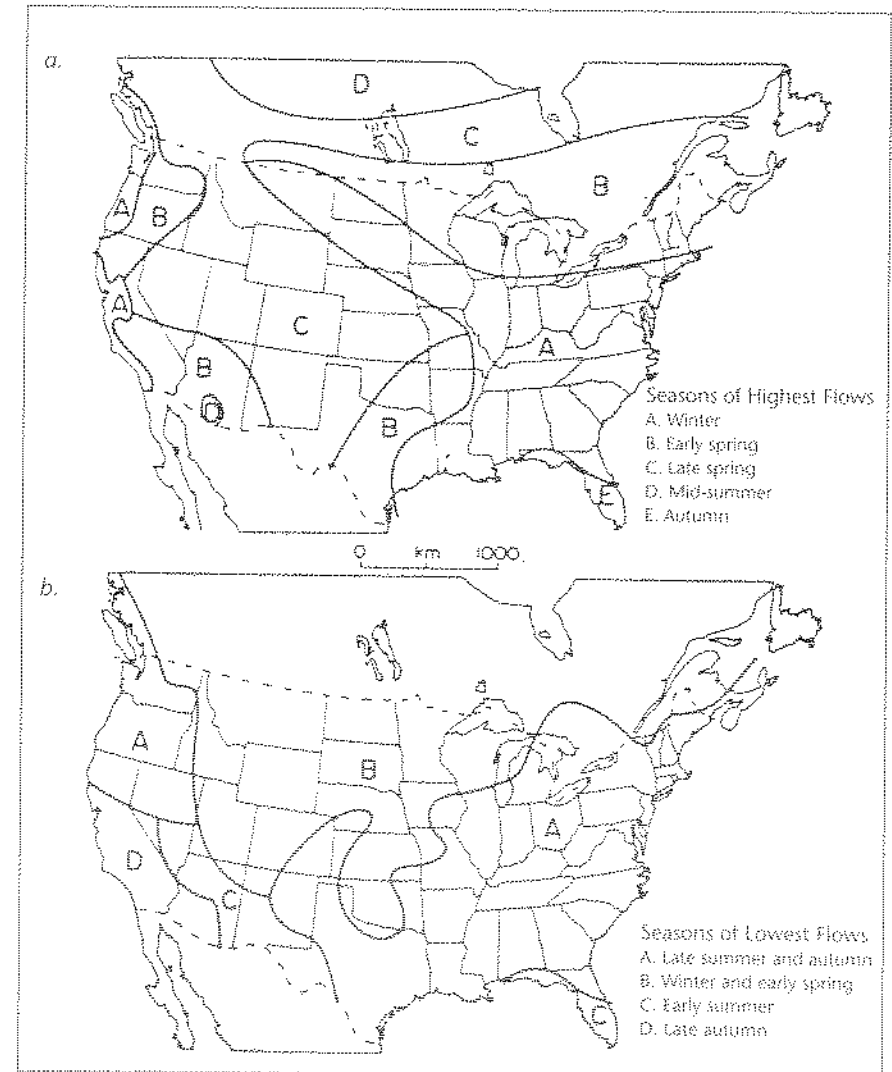 a.
D
C
B
A
B
A
C
A
B
D
B
E
Seasons of Highest Flows
A. Winter
B. Early spring
C. Late spring
D. Mid-summer
E. Autumn
0 km 1000
b.
A
B
A
D
C
C
Seasons of Lowest Flows
A. Late summer and autumn
B. Winter and early spring
C. Early summer
D. Late autumn